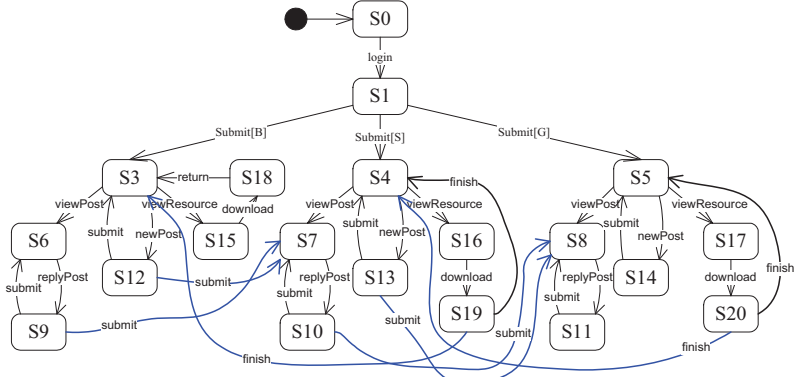 S0
login
S1
Submit[B]
Submit[S]
Submit[G]
S3
return
S18
S4
finish
S5
viewPost
viewResource
download
viewPost
viewResource
viewPost
viewResource
submit
newPost
submit
newPost
submit
newPost
S6
S15
S7
S16
S8
S17
replyPost
S12
submit
replyPost
S13
download
replyPost
S14
download
finish
submit
submit
submit
S9
submit
S10
submit
S19
submit
S11
S20
finish
finish